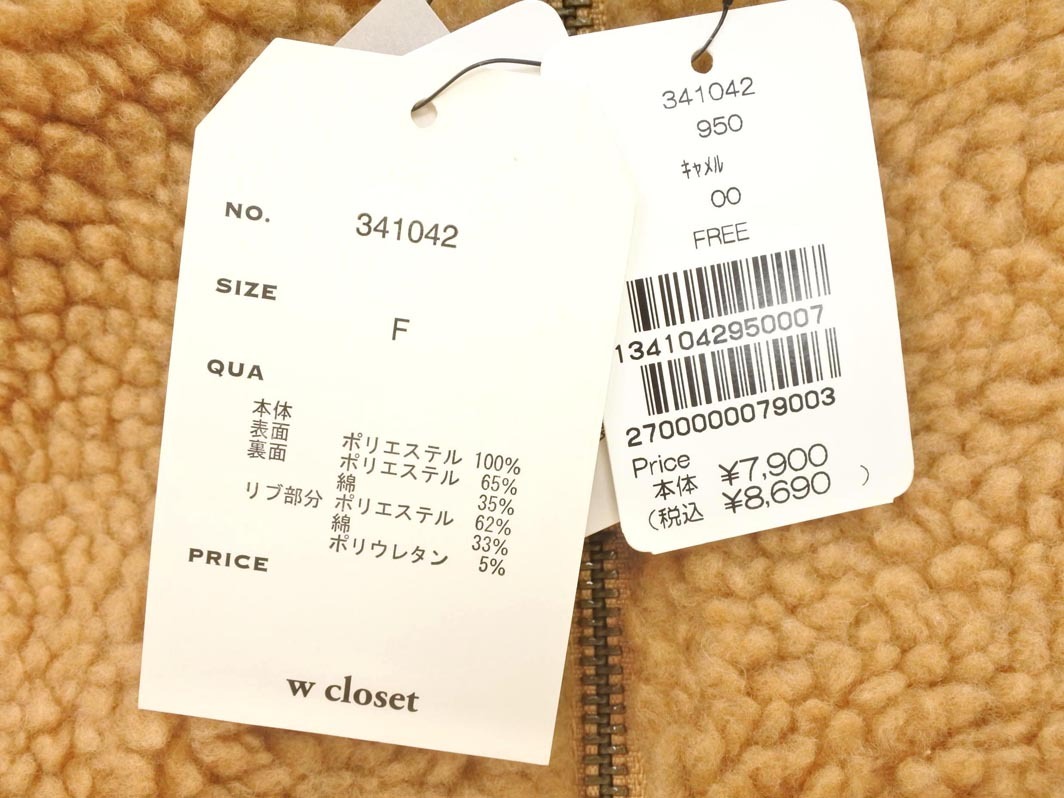 NO. 341042
SIZE
F
QUA
本体
表面 ポリエステル 100%
裏面 ポリエステル 65%
綿 35%
リブ部分 ポリエステル 62%
綿 33%
ポリウレタン 5%
PRICE
w closet
341042
950
ｷｬﾒﾙ
00
FREE
1341042950007
2700000079003
Price
本体 ¥7,900
(税込 ¥8,690 )